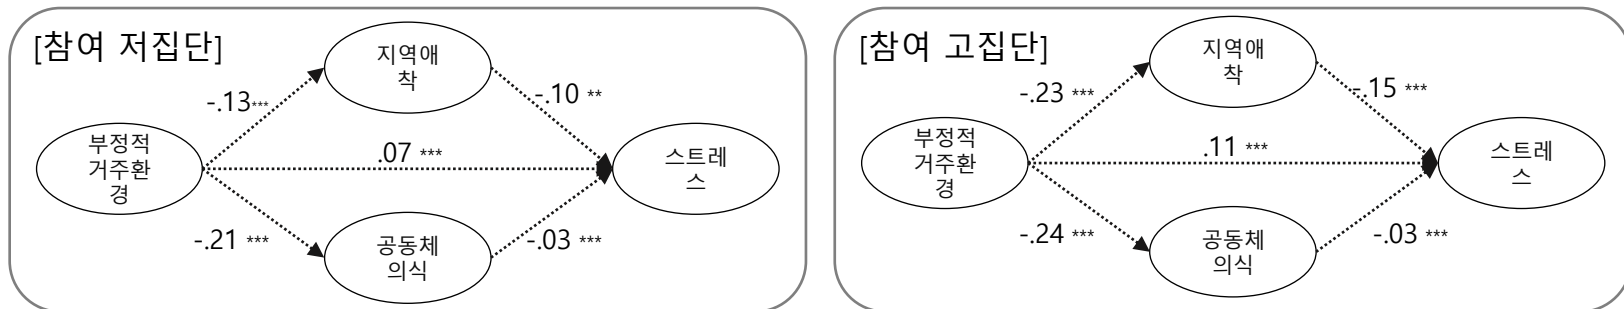 [참여 저집단]
지역애
착
-.13***
-.10 **
부정적
거주환
경
.07 ***
스트레
스
-.21 ***
-.03 ***
공동체
의식
[참여 고집단]
지역애
착
-.23 ***
-.15 ***
부정적
거주환
경
.11 ***
스트레
스
-.24 ***
-.03 ***
공동체
의식